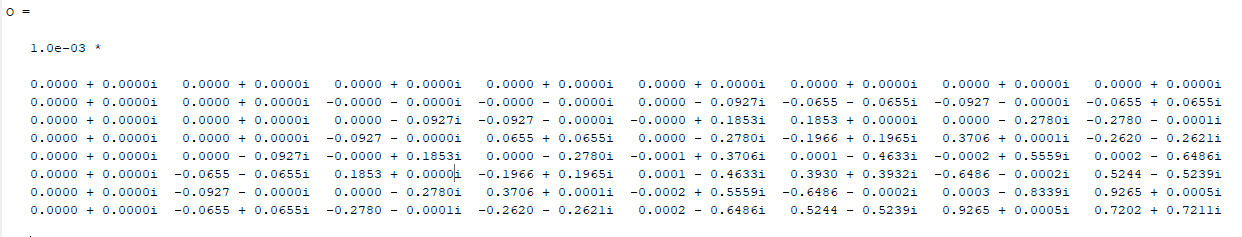 o =
1.0e-03 *
0.0000 + 0.0000i 0.0000 + 0.0000i 0.0000 + 0.0000i 0.0000 + 0.0000i 0.0000 + 0.0000i 0.0000 + 0.0000i 0.0000 + 0.0000i 0.0000 + 0.0000i
0.0000 + 0.0000i 0.0000 + 0.0000i -0.0000 - 0.0000i -0.0000 - 0.0000i 0.0000 - 0.0927i -0.0655 - 0.0655i -0.0927 - 0.0000i -0.0655 + 0.0655i
0.0000 + 0.0000i 0.0000 + 0.0000i 0.0000 - 0.0927i -0.0927 - 0.0000i -0.0000 + 0.1853i 0.1853 + 0.0000i 0.0000 - 0.2780i -0.2780 - 0.0001i
0.0000 + 0.0000i 0.0000 + 0.0000i -0.0927 - 0.0000i 0.0655 + 0.0655i 0.0000 - 0.2780i -0.1966 + 0.1965i 0.3706 + 0.0001i -0.2620 - 0.2621i
0.0000 + 0.0000i 0.0000 - 0.0927i -0.0000 + 0.1853i 0.0000 - 0.2780i -0.0001 + 0.3706i 0.0001 - 0.4633i -0.0002 + 0.5559i 0.0002 - 0.6486i
0.0000 + 0.0000i -0.0655 - 0.0655i 0.1853 + 0.0000i -0.1966 + 0.1965i 0.0001 - 0.4633i 0.3930 + 0.3932i -0.6486 - 0.0002i 0.5244 - 0.5239i
0.0000 + 0.0000i -0.0927 - 0.0000i 0.0000 - 0.2780i 0.3706 + 0.0001i -0.0002 + 0.5559i -0.6486 - 0.0002i 0.0003 - 0.8339i 0.9265 + 0.0005i
0.0000 + 0.0000i -0.0655 + 0.0655i -0.2780 - 0.0001i -0.2620 - 0.2621i 0.0002 - 0.6486i 0.5244 - 0.5239i 0.9265 + 0.0005i 0.7202 + 0.7211i